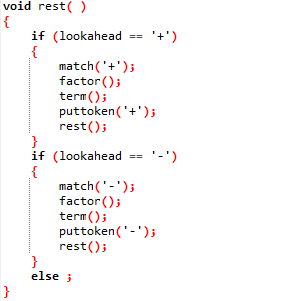 void rest( )
{
    if (lookahead == '+')
    {
        match('+');
        factor();
        term();
        puttoken('+');
        rest();
    }
    if (lookahead == '-')
    {
        match('-');
        factor();
        term();
        puttoken('-');
        rest();
    }
    else ;
}